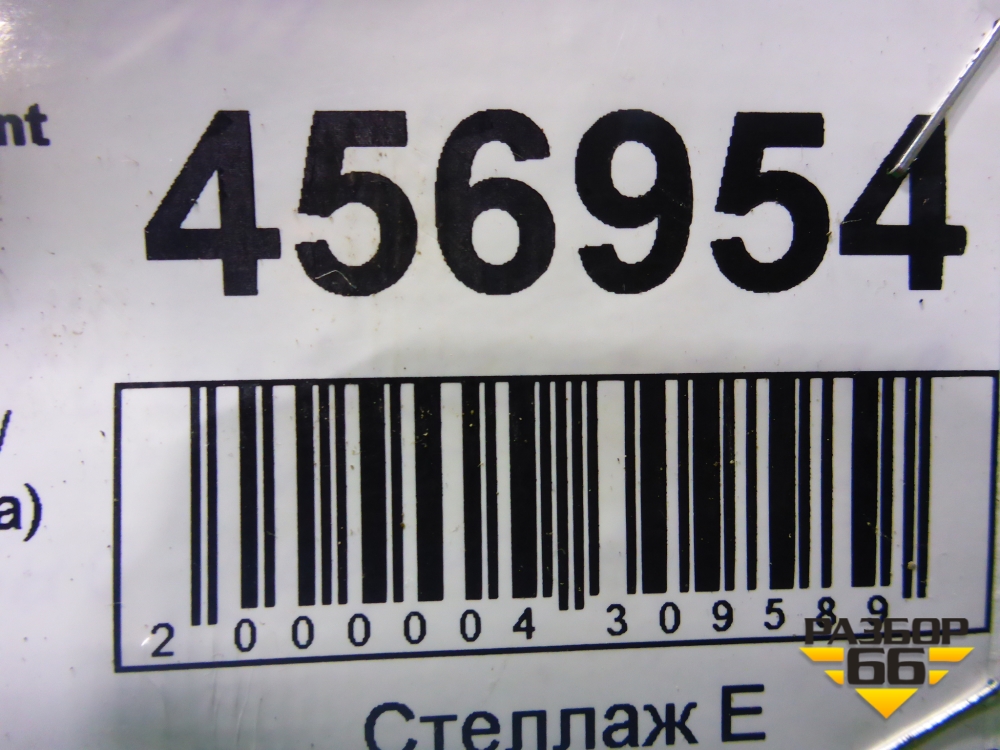 nt
456954
/
а)
2 000004 309589
Стеллаж Е
РАЗБОР
66